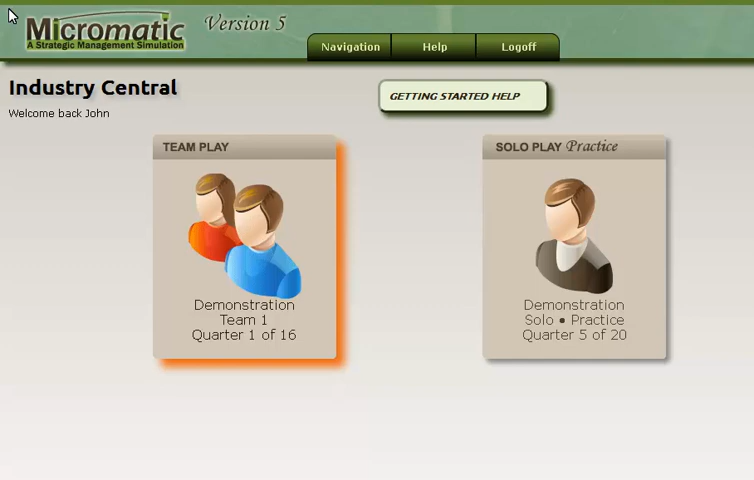 Micromatic
A Strategic Management Simulation
Version 5
Navigation
Help
Logoff
Industry Central
Welcome back John
GETTING STARTED HELP
TEAM PLAY
Demonstration
Team 1
Quarter 1 of 16
SOLO PLAY Practice
Demonstration
Solo • Practice
Quarter 5 of 20